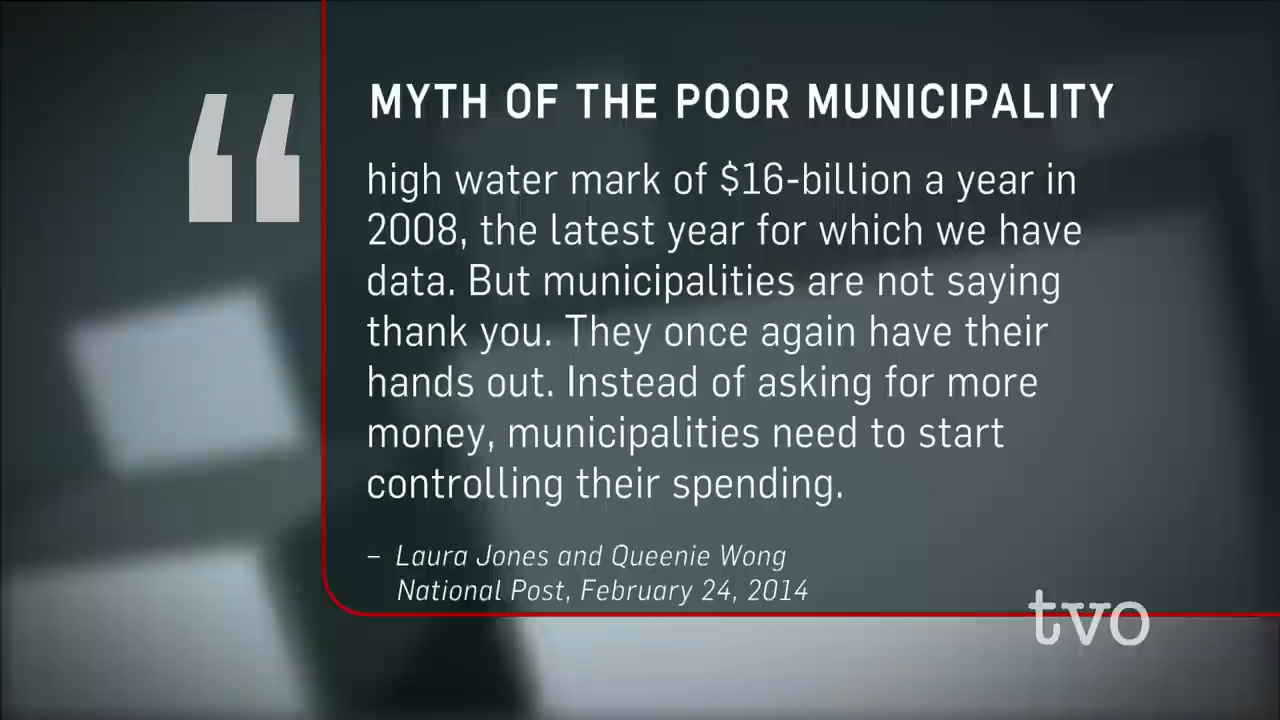 “
MYTH OF THE POOR MUNICIPALITY
high water mark of $16-billion a year in
2008, the latest year for which we have
data. But municipalities are not saying
thank you. They once again have their
hands out. Instead of asking for more
money, municipalities need to start
controlling their spending.
– Laura Jones and Queenie Wong
National Post, February 24, 2014
tvo